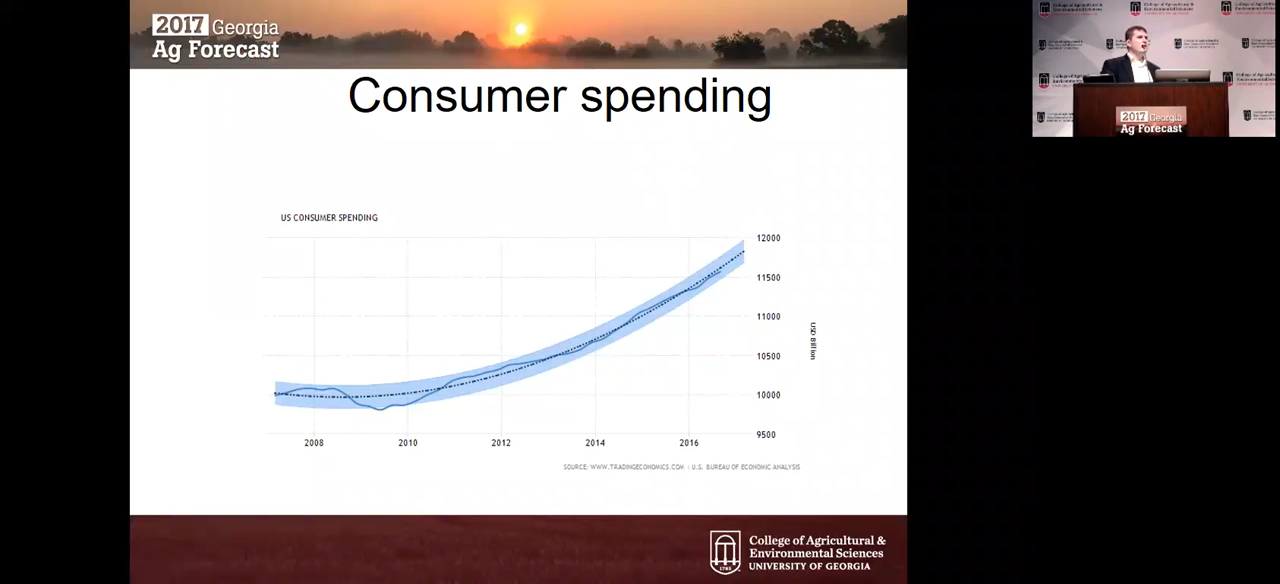 2017 Georgia
Ag Forecast
Consumer spending
US CONSUMER SPENDING
12000
11500
11000
10500
10000
9500
USD Billion
2008 2010 2012 2014 2016
SOURCE: WWW.TRADINGECONOMICS.COM | U.S. BUREAU OF ECONOMIC ANALYSIS
1785
College of Agricultural &
Environmental Sciences
UNIVERSITY OF GEORGIA
2017 Georgia
Ag Forecast